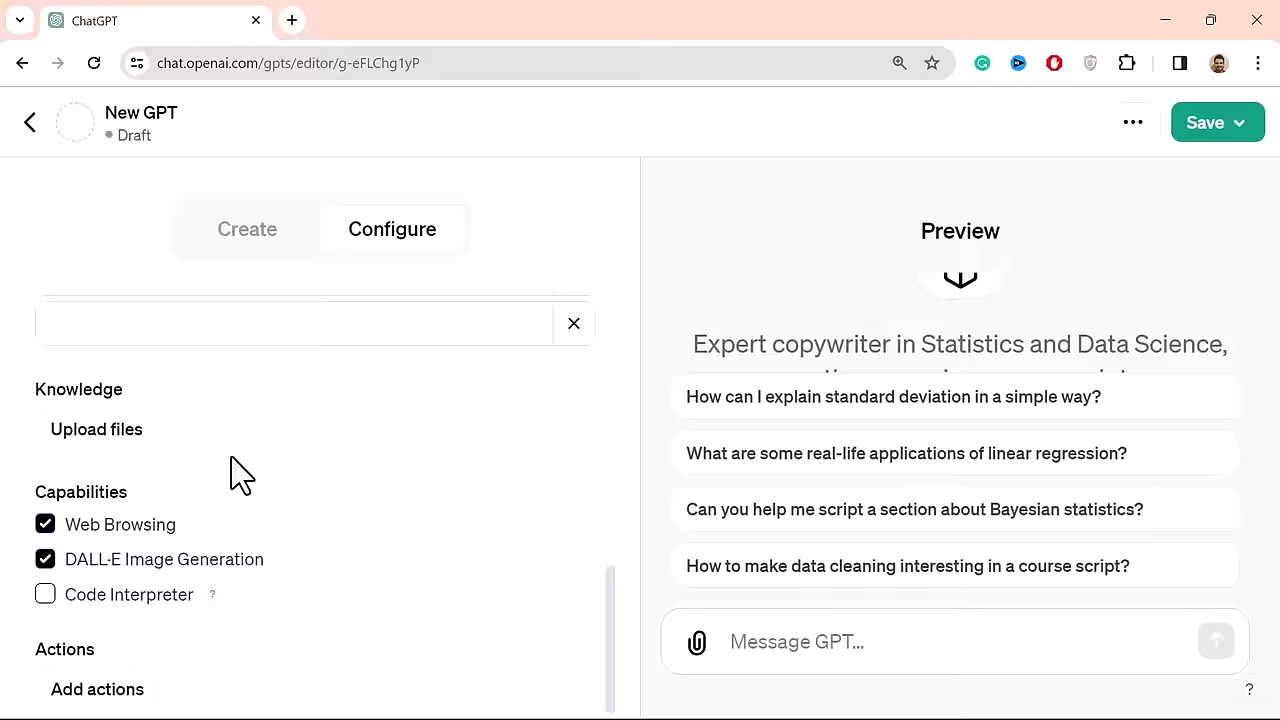 ChatGPT
chat.openai.com/gpts/editor/g-eFLChg1yP
New GPT
Draft
Save
Create
Configure
Knowledge
Upload files
Capabilities
Web Browsing
DALL·E Image Generation
Code Interpreter ?
Actions
Add actions
Preview
Expert copywriter in Statistics and Data Science,
How can I explain standard deviation in a simple way?
What are some real-life applications of linear regression?
Can you help me script a section about Bayesian statistics?
How to make data cleaning interesting in a course script?
Message GPT...
?